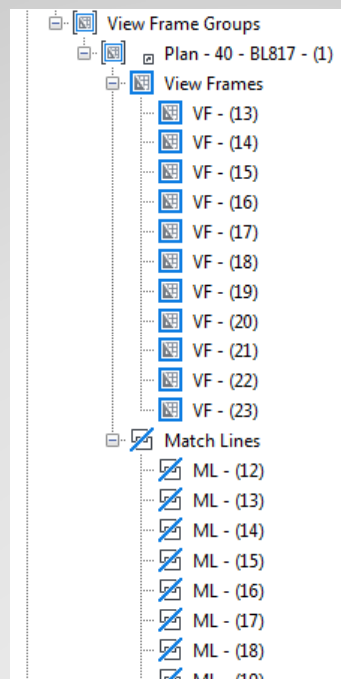 View Frame Groups
Plan - 40 - BL817 - (1)
View Frames
VF - (13)
VF - (14)
VF - (15)
VF - (16)
VF - (17)
VF - (18)
VF - (19)
VF - (20)
VF - (21)
VF - (22)
VF - (23)
Match Lines
ML - (12)
ML - (13)
ML - (14)
ML - (15)
ML - (16)
ML - (17)
ML - (18)
ML - (19)